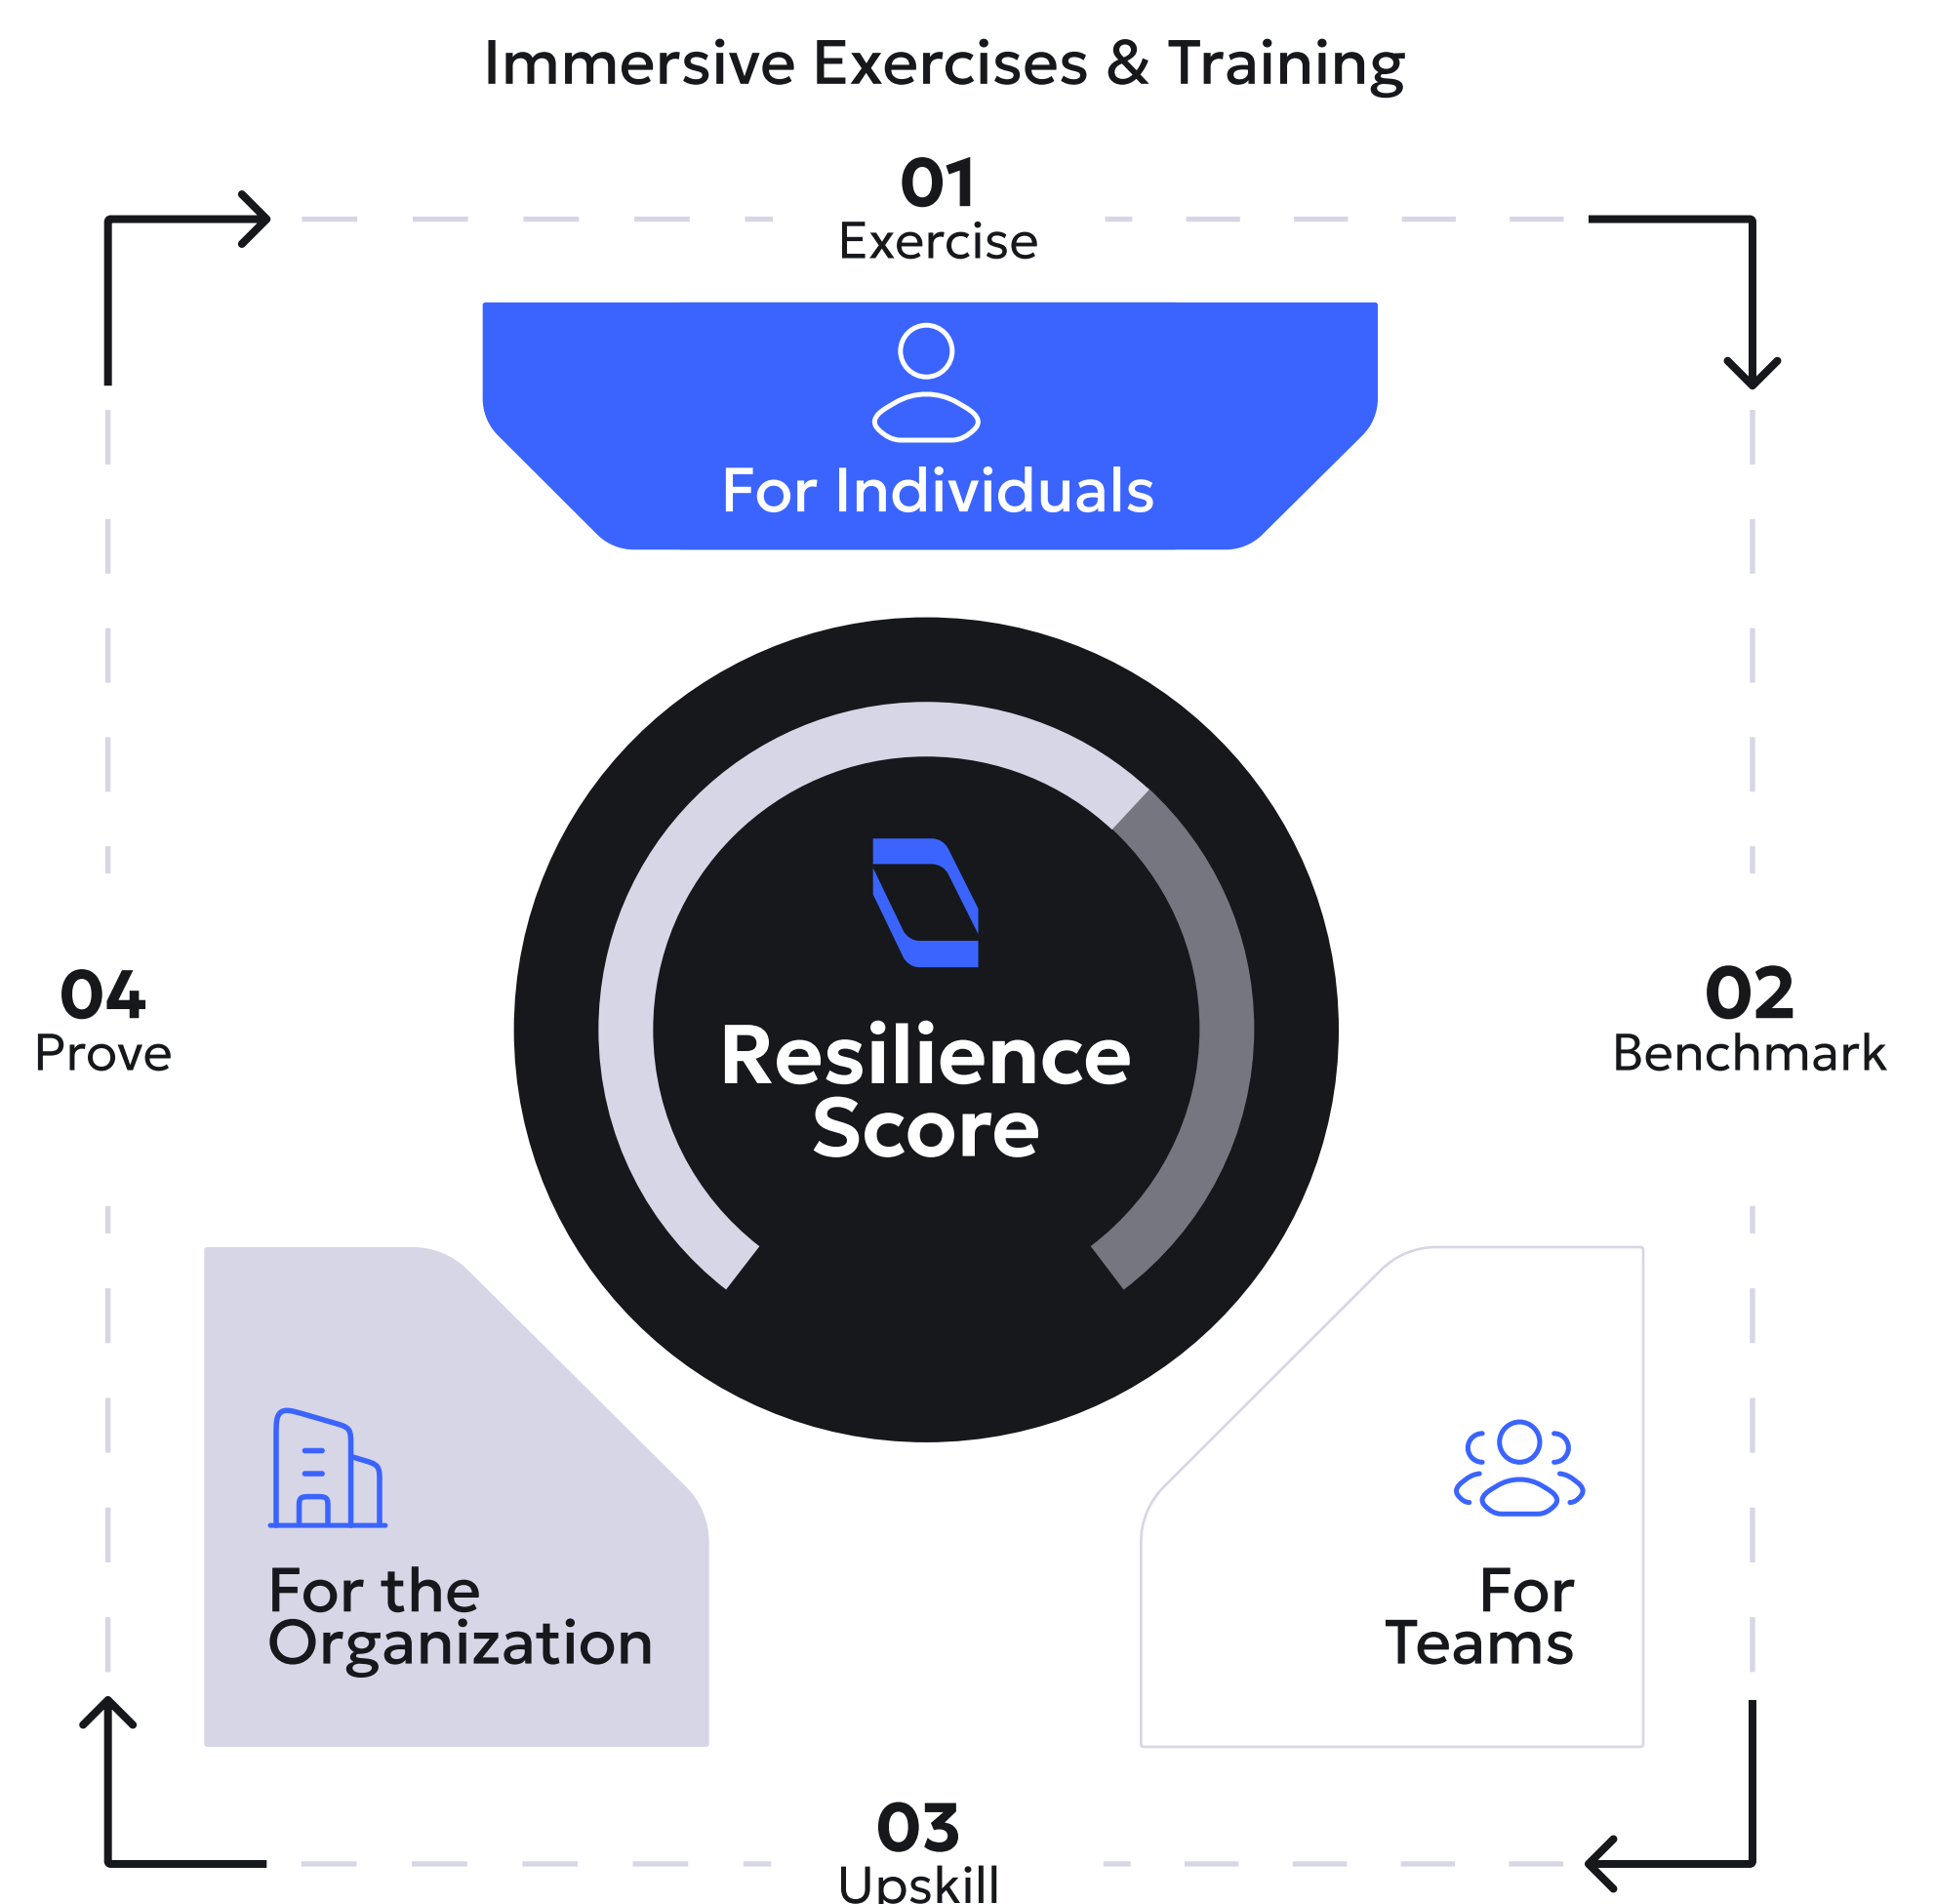 Immersive Exercises & Training
01
Exercise
For Individuals
Resilience
Score
04
Prove
02
Benchmark
For the
Organization
For
Teams
03
Upskill